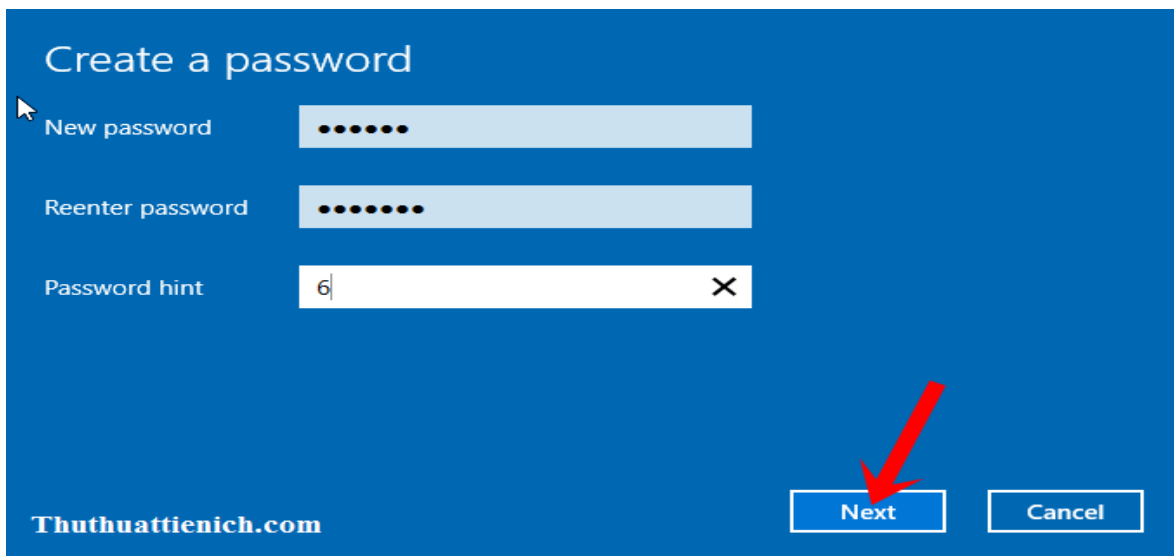 Create a password
New password ••••••
Reenter password •••••••
Password hint 6
Next Cancel
Thuthuattienich.com